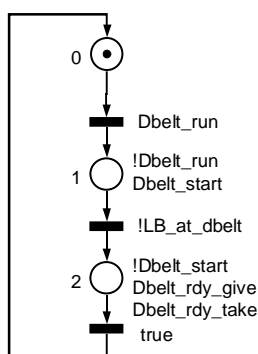 0
Dbelt_run
1
!Dbelt_run
Dbelt_start
!LB_at_dbelt
2
!Dbelt_start
Dbelt_rdy_give
Dbelt_rdy_take
true